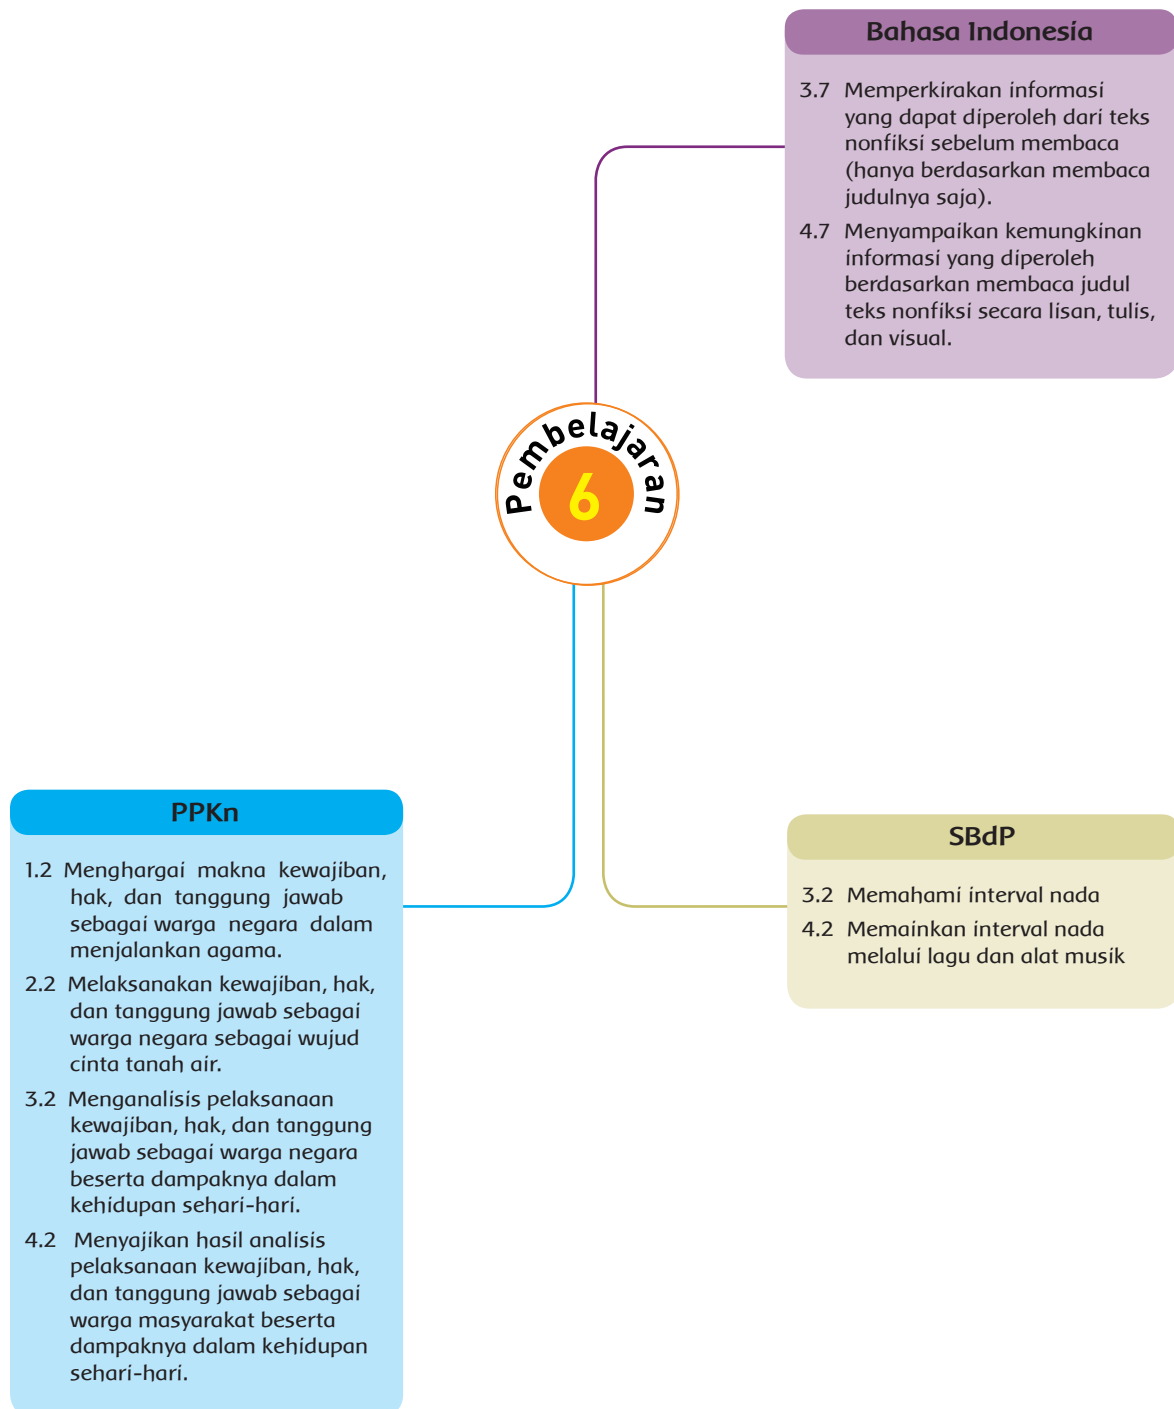 Bahasa Indonesia
3.7 Memperkirakan informasi
yang dapat diperoleh dari teks
nonfiksi sebelum membaca
(hanya berdasarkan membaca
judulnya saja).
4.7 Menyampaikan kemungkinan
informasi yang diperoleh
berdasarkan membaca judul
teks nonfiksi secara lisan, tulis,
dan visual.
Pembelajaran
6
PPKn
1.2 Menghargai makna kewajiban,
hak, dan tanggung jawab
sebagai warga negara dalam
menjalankan agama.
2.2 Melaksanakan kewajiban, hak,
dan tanggung jawab sebagai
warga negara sebagai wujud
cinta tanah air.
3.2 Menganalisis pelaksanaan
kewajiban, hak, dan tanggung
jawab sebagai warga negara
beserta dampaknya dalam
kehidupan sehari-hari.
4.2 Menyajikan hasil analisis
pelaksanaan kewajiban, hak,
dan tanggung jawab sebagai
warga masyarakat beserta
dampaknya dalam kehidupan
sehari-hari.
SBdP
3.2 Memahami interval nada
4.2 Memainkan interval nada
melalui lagu dan alat musik